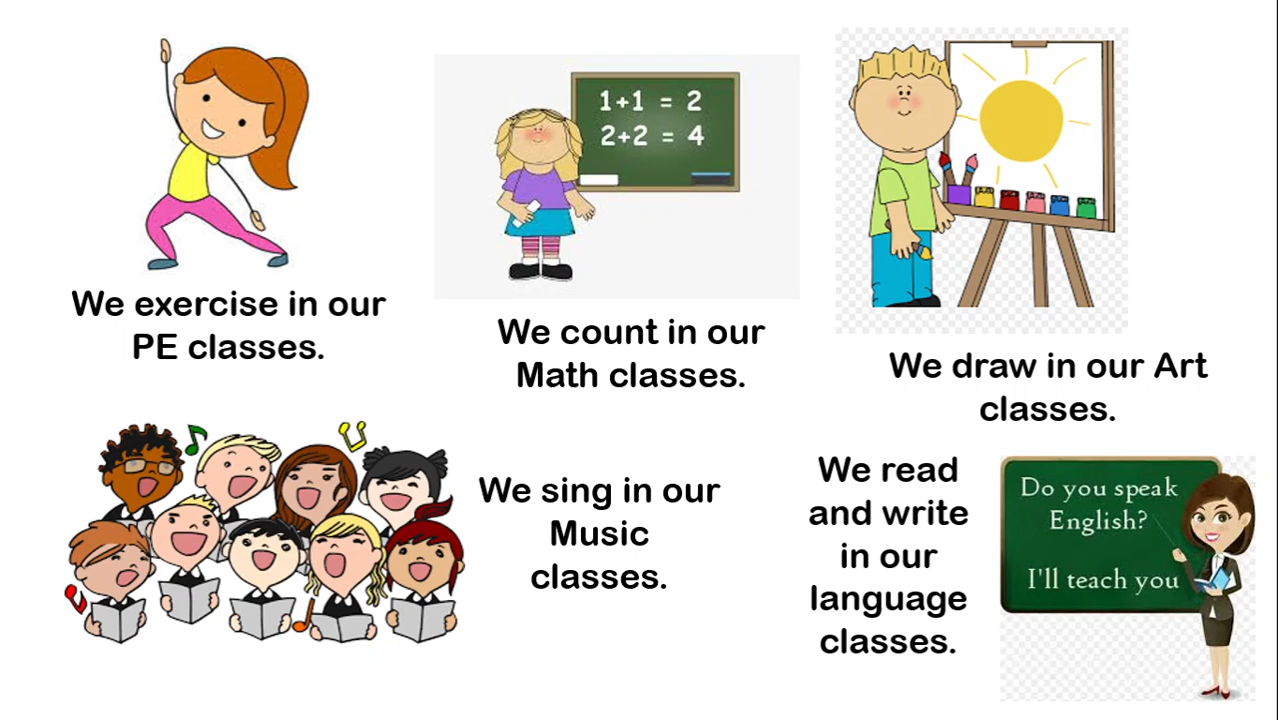 We exercise in our
PE classes.
1+1 = 2
2+2 = 4
We count in our
Math classes.
We draw in our Art
classes.
We sing in our
Music
classes.
We read
and write
in our
language
classes.
Do you speak
English?
I'll teach you